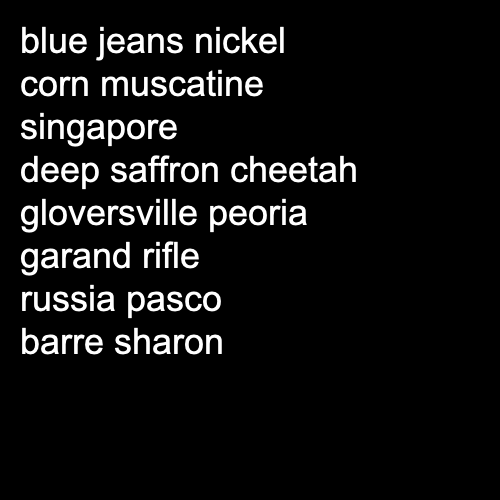 blue jeans nickel
corn muscatine
singapore
deep saffron cheetah
gloversville peoria
garand rifle
russia pasco
barre sharon